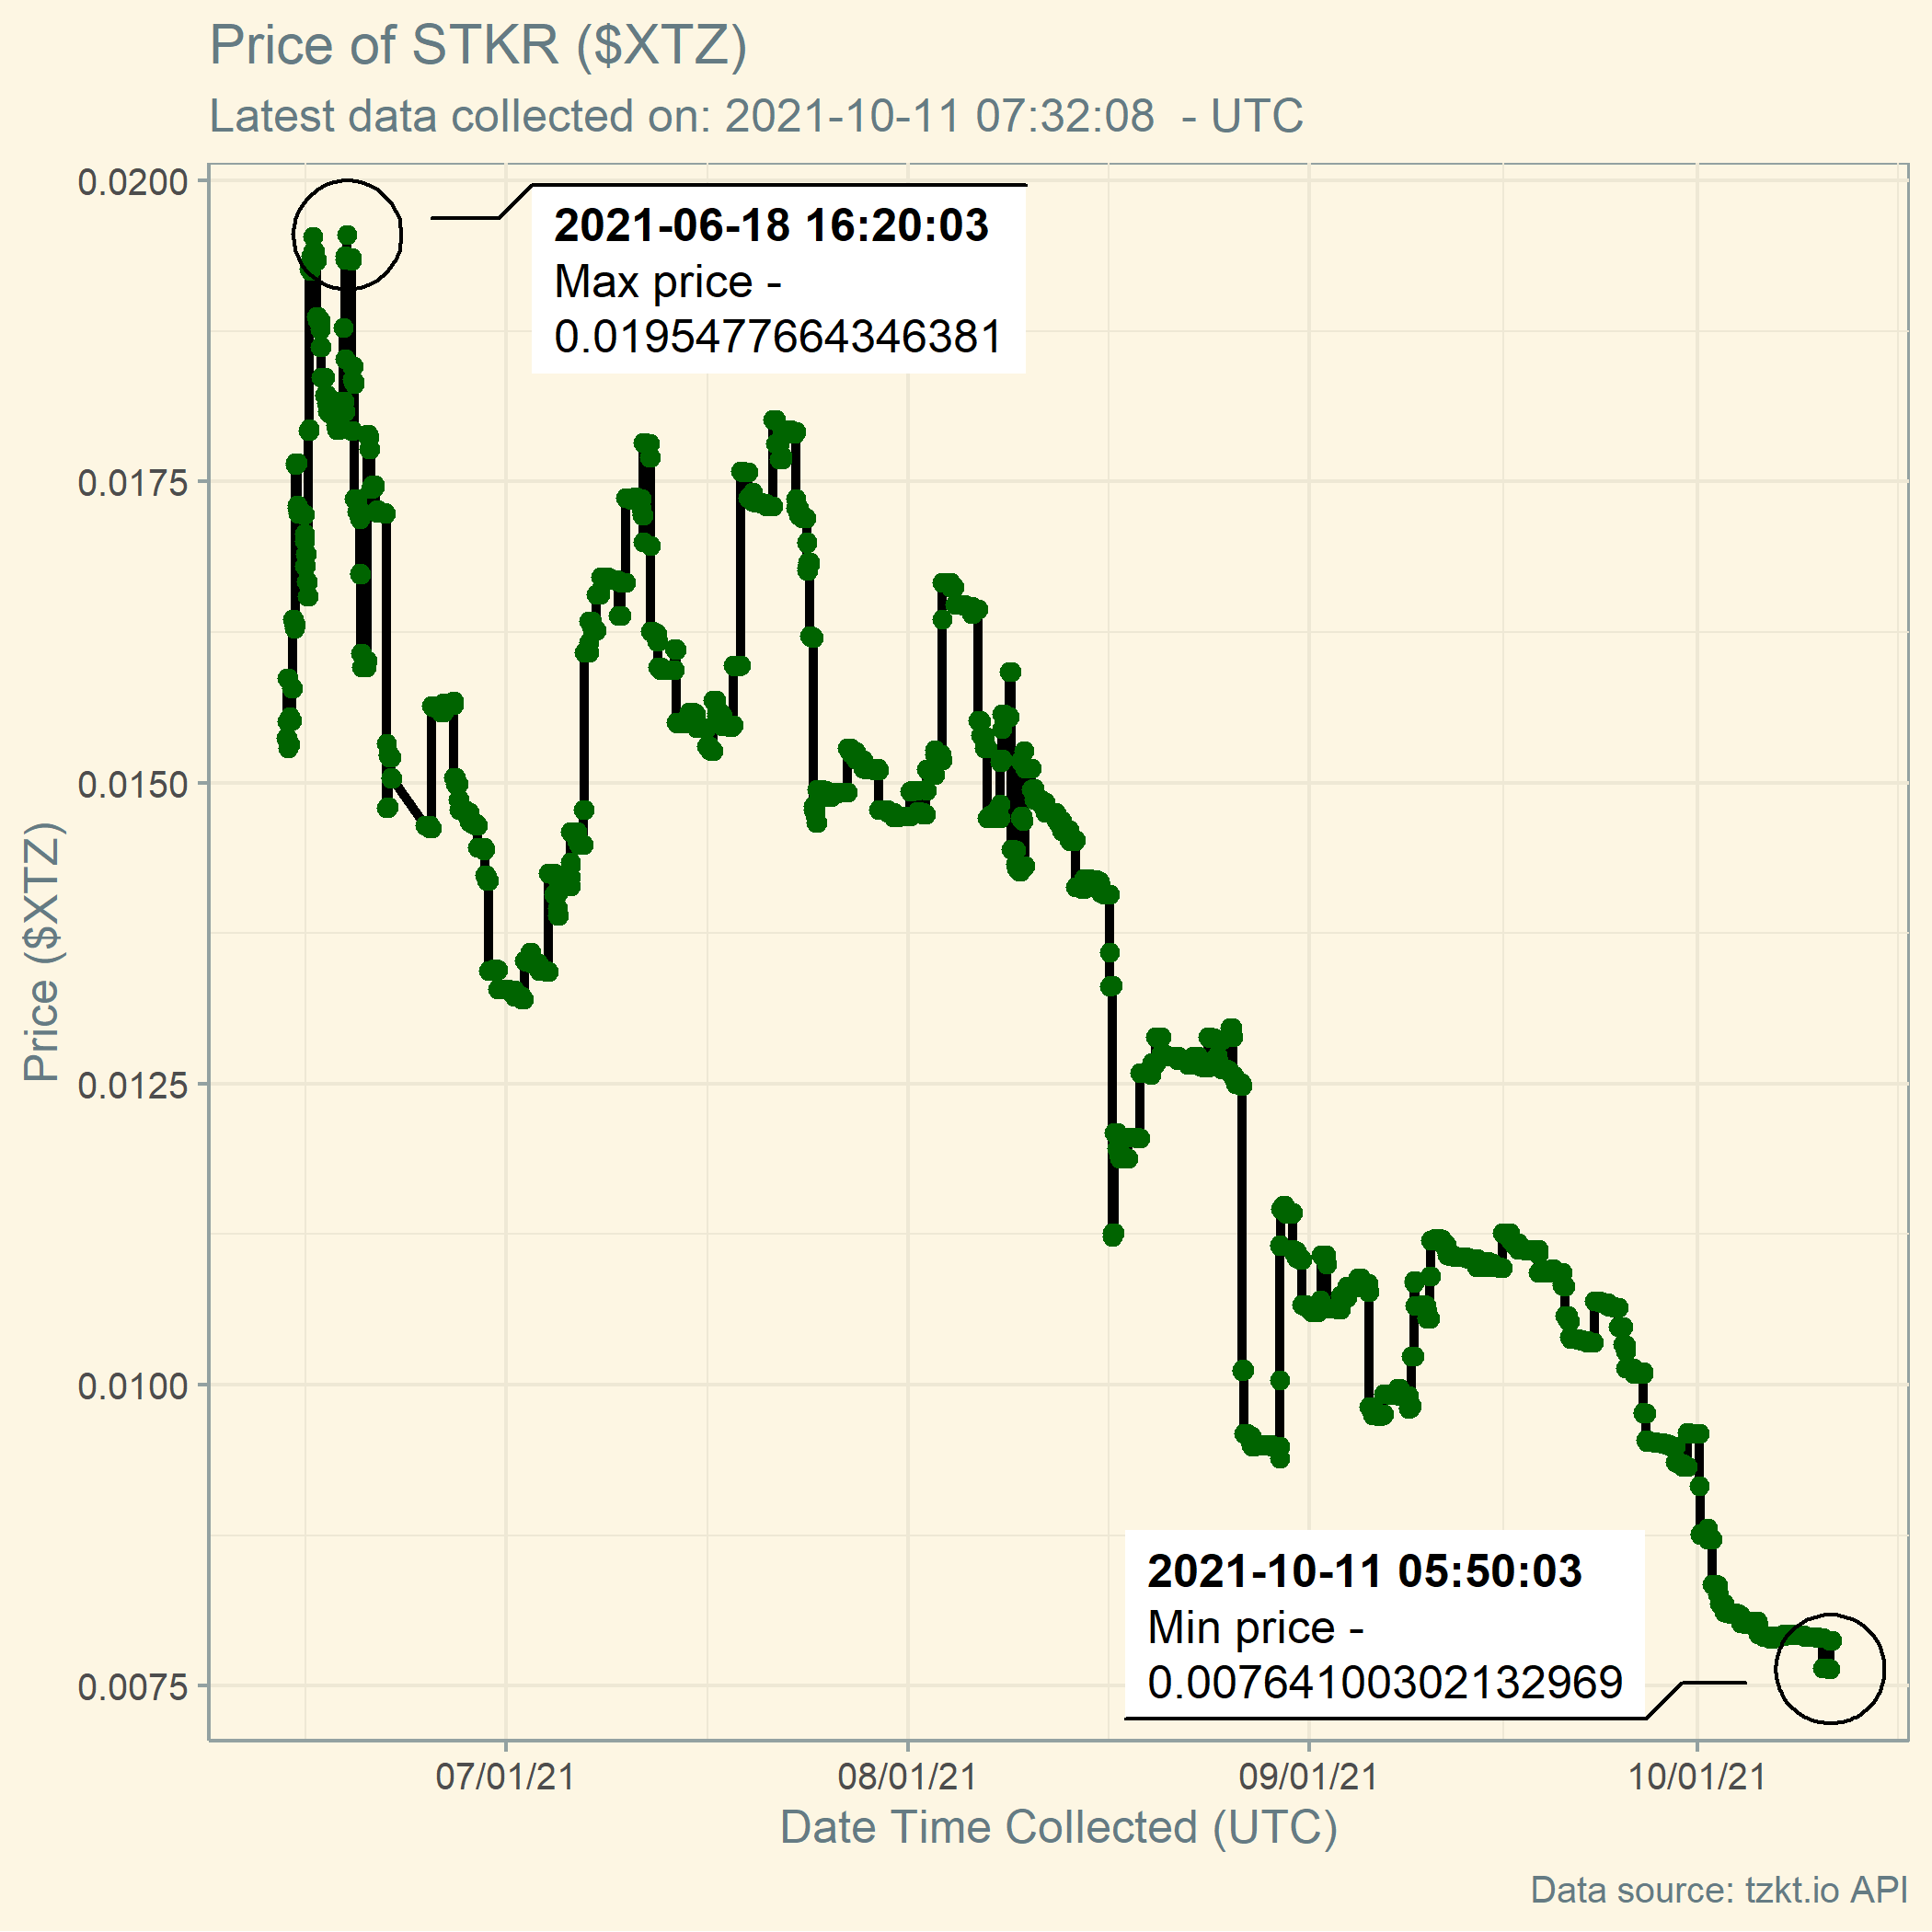 Price of STKR ($XTZ)
Latest data collected on: 2021-10-11 07:32:08  - UTC
0.0200
0.0175
0.0150
0.0125
0.0100
0.0075
Price ($XTZ)
2021-06-18 16:20:03
Max price -
0.0195477664346381
2021-10-11 05:50:03
Min price -
0.00764100302132969
07/01/21
08/01/21
09/01/21
10/01/21
Date Time Collected (UTC)
Data source: tzkt.io API